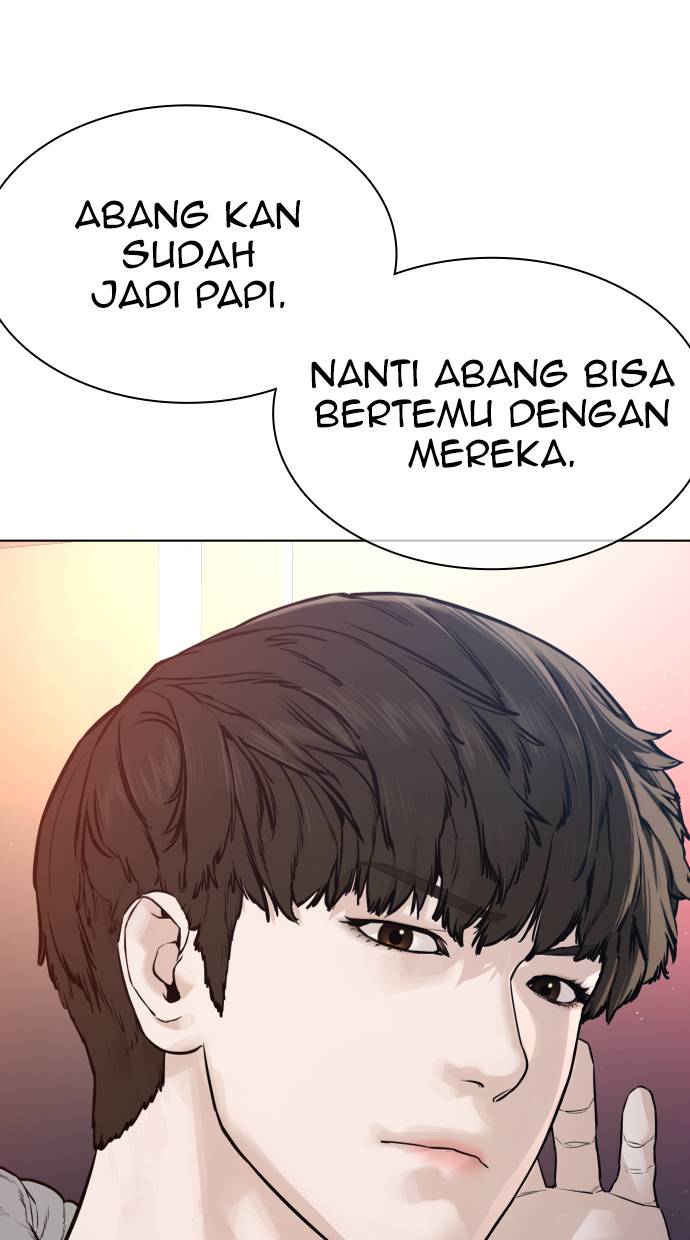 ABANG KAN
SUDAH
JADI PAPI.
NANTI ABANG BISA
BERTEMU DENGAN
MEREKA.